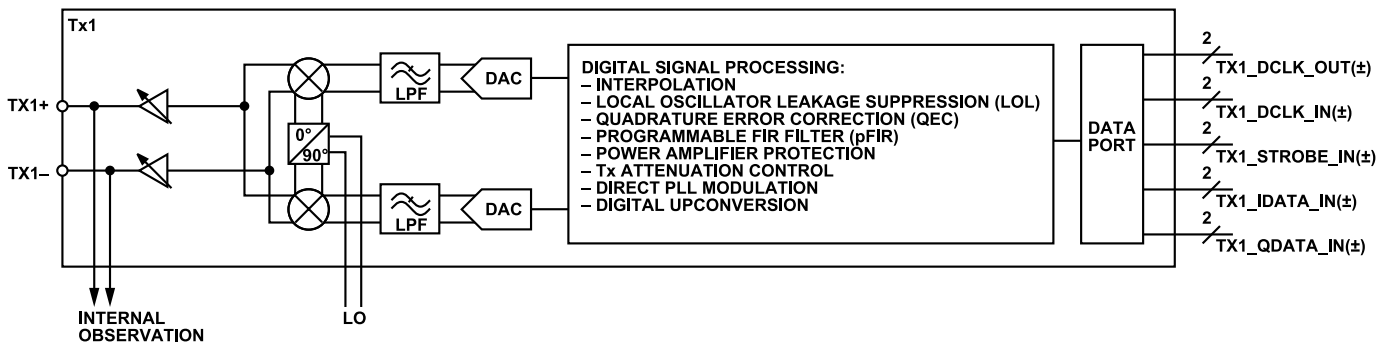 Tx1
TX1+
TX1–
0°
90°
LPF
DAC
LPF
DAC
DIGITAL SIGNAL PROCESSING:
– INTERPOLATION
– LOCAL OSCILLATOR LEAKAGE SUPPRESSION (LOL)
– QUADRATURE ERROR CORRECTION (QEC)
– PROGRAMMABLE FIR FILTER (pFIR)
– POWER AMPLIFIER PROTECTION
– Tx ATTENUATION CONTROL
– DIRECT PLL MODULATION
– DIGITAL UPCONVERSION
DATA
PORT
2
TX1_DCLK_OUT(±)
2
TX1_DCLK_IN(±)
2
TX1_STROBE_IN(±)
2
TX1_IDATA_IN(±)
2
TX1_QDATA_IN(±)
INTERNAL
OBSERVATION
LO